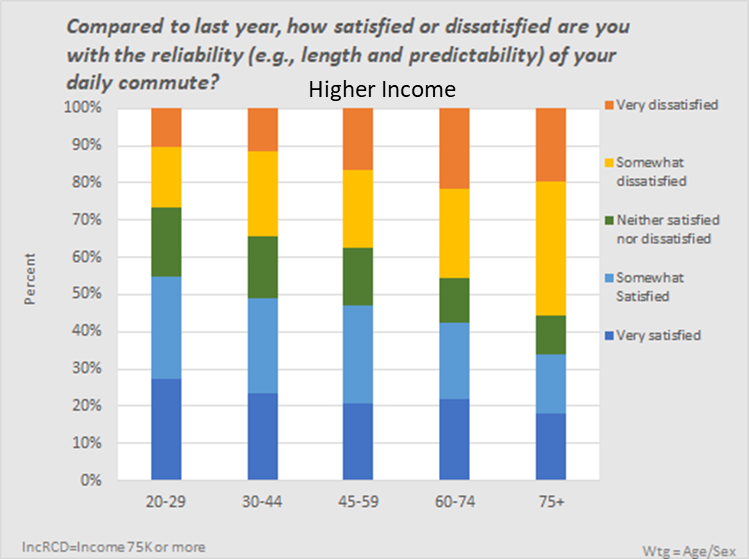 Compared to last year, how satisfied or dissatisfied are you
with the reliability (e.g., length and predictability) of your
daily commute?
Higher Income
100%
90%
80%
70%
60%
50%
40%
30%
20%
10%
0%
Percent
20-29
30-44
45-59
60-74
75+
Very dissatisfied
Somewhat
dissatisfied
Neither satisfied
nor dissatisfied
Somewhat
Satisfied
Very satisfied
IncRCD=Income 75K or more
Wtg = Age/Sex